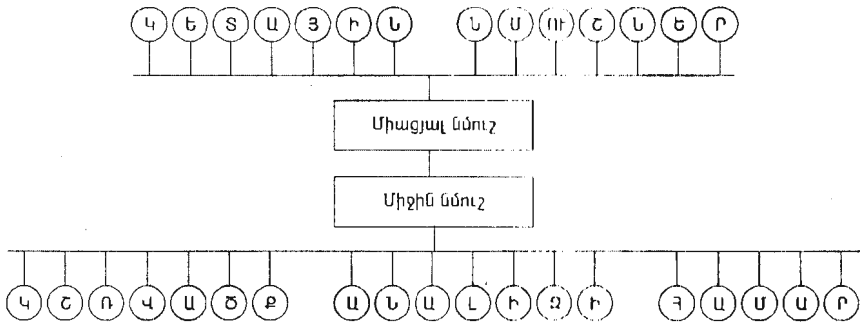 ԿԵՏԱՅԻՆ ՆՄՈՒՇՆԵՐ
Միացյալ նմուշ
Միջին նմուշ
ԿՇՌՎԱԾՔ ԱՆԱԼԻԶԻ ՀԱՄԱՐ